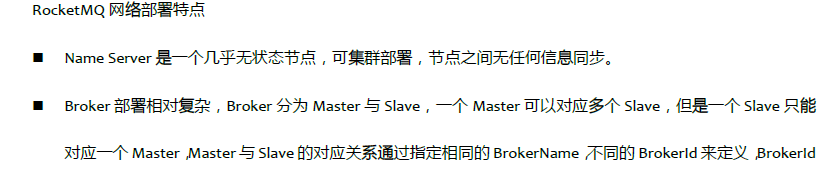 RocketMQ 网络部署特点
■ Name Server 是一个几乎无状态节点，可集群部署，节点之间无任何信息同步。
■ Broker 部署相对复杂，Broker 分为 Master 与 Slave，一个 Master 可以对应多个 Slave，但是一个 Slave 只能
对应一个 Master，Master 与 Slave 的对应关系通过指定相同的 BrokerName，不同的 BrokerId 来定义，BrokerId